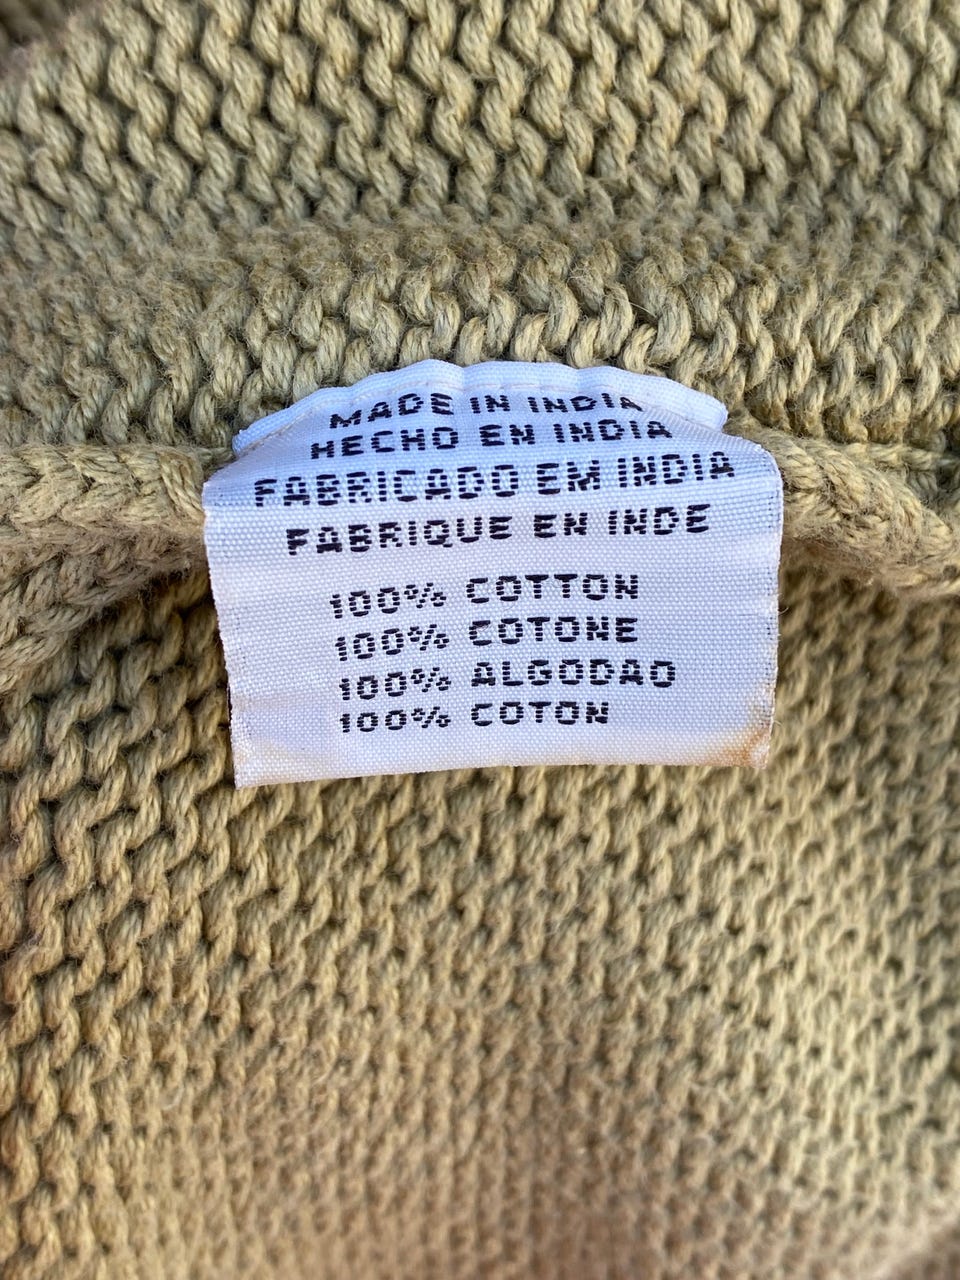 MADE IN INDIA
HECHO EN INDIA
FABRICADO EM INDIA
FABRIQUE EN INDE
100% COTTON
100% COTONE
100% ALGODAO
100% COTON